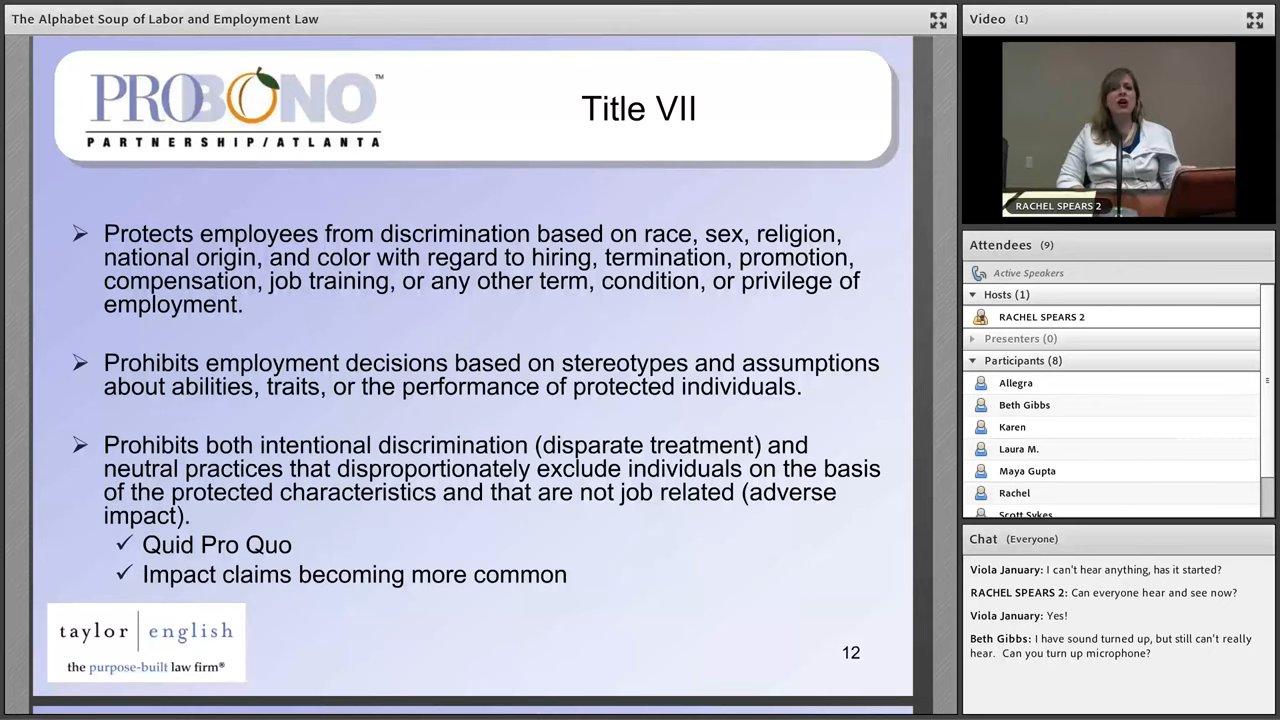 The Alphabet Soup of Labor and Employment Law
PROBONO™
PARTNERSHIP/ATLANTA
Title VII
Protects employees from discrimination based on race, sex, religion,
national origin, and color with regard to hiring, termination, promotion,
compensation, job training, or any other term, condition, or privilege of
employment.
Prohibits employment decisions based on stereotypes and assumptions
about abilities, traits, or the performance of protected individuals.
Prohibits both intentional discrimination (disparate treatment) and
neutral practices that disproportionately exclude individuals on the basis
of the protected characteristics and that are not job related (adverse
impact).
Quid Pro Quo
Impact claims becoming more common
taylor | english
the purpose-built law firm®
12
Video (1)
RACHEL SPEARS 2
Attendees (9)
Active Speakers
Hosts (1)
RACHEL SPEARS 2
Presenters (0)
Participants (8)
Allegra
Beth Gibbs
Karen
Laura M.
Maya Gupta
Rachel
Scott Sykes
Chat (Everyone)
Viola January: I can't hear anything, has it started?
RACHEL SPEARS 2: Can everyone hear and see now?
Viola January: Yes!
Beth Gibbs: I have sound turned up, but still can't really
hear. Can you turn up microphone?